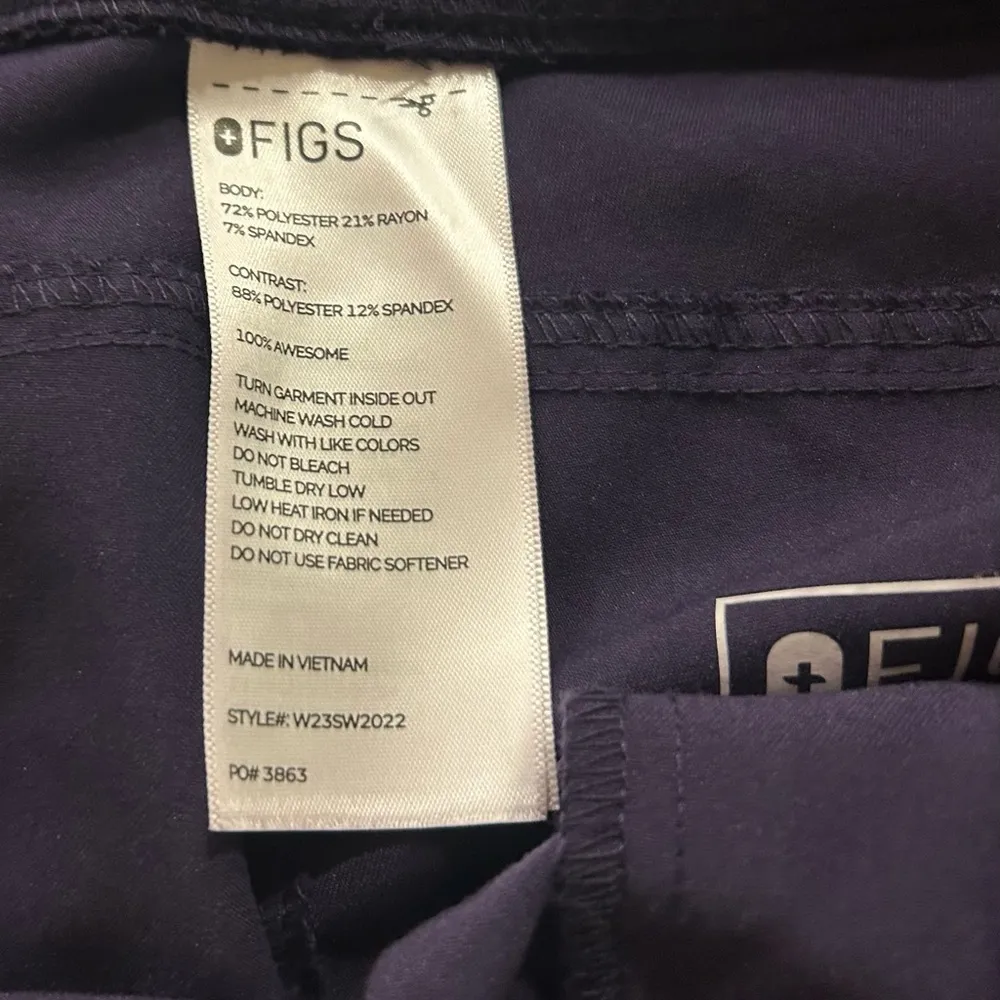 FIGS
BODY:
72% POLYESTER 21% RAYON
7% SPANDEX
CONTRAST:
88% POLYESTER 12% SPANDEX
100% AWESOME
TURN GARMENT INSIDE OUT
MACHINE WASH COLD
WASH WITH LIKE COLORS
DO NOT BLEACH
TUMBLE DRY LOW
LOW HEAT IRON IF NEEDED
DO NOT DRY CLEAN
DO NOT USE FABRIC SOFTENER
MADE IN VIETNAM
STYLE#: W23SW2022
PO# 3863